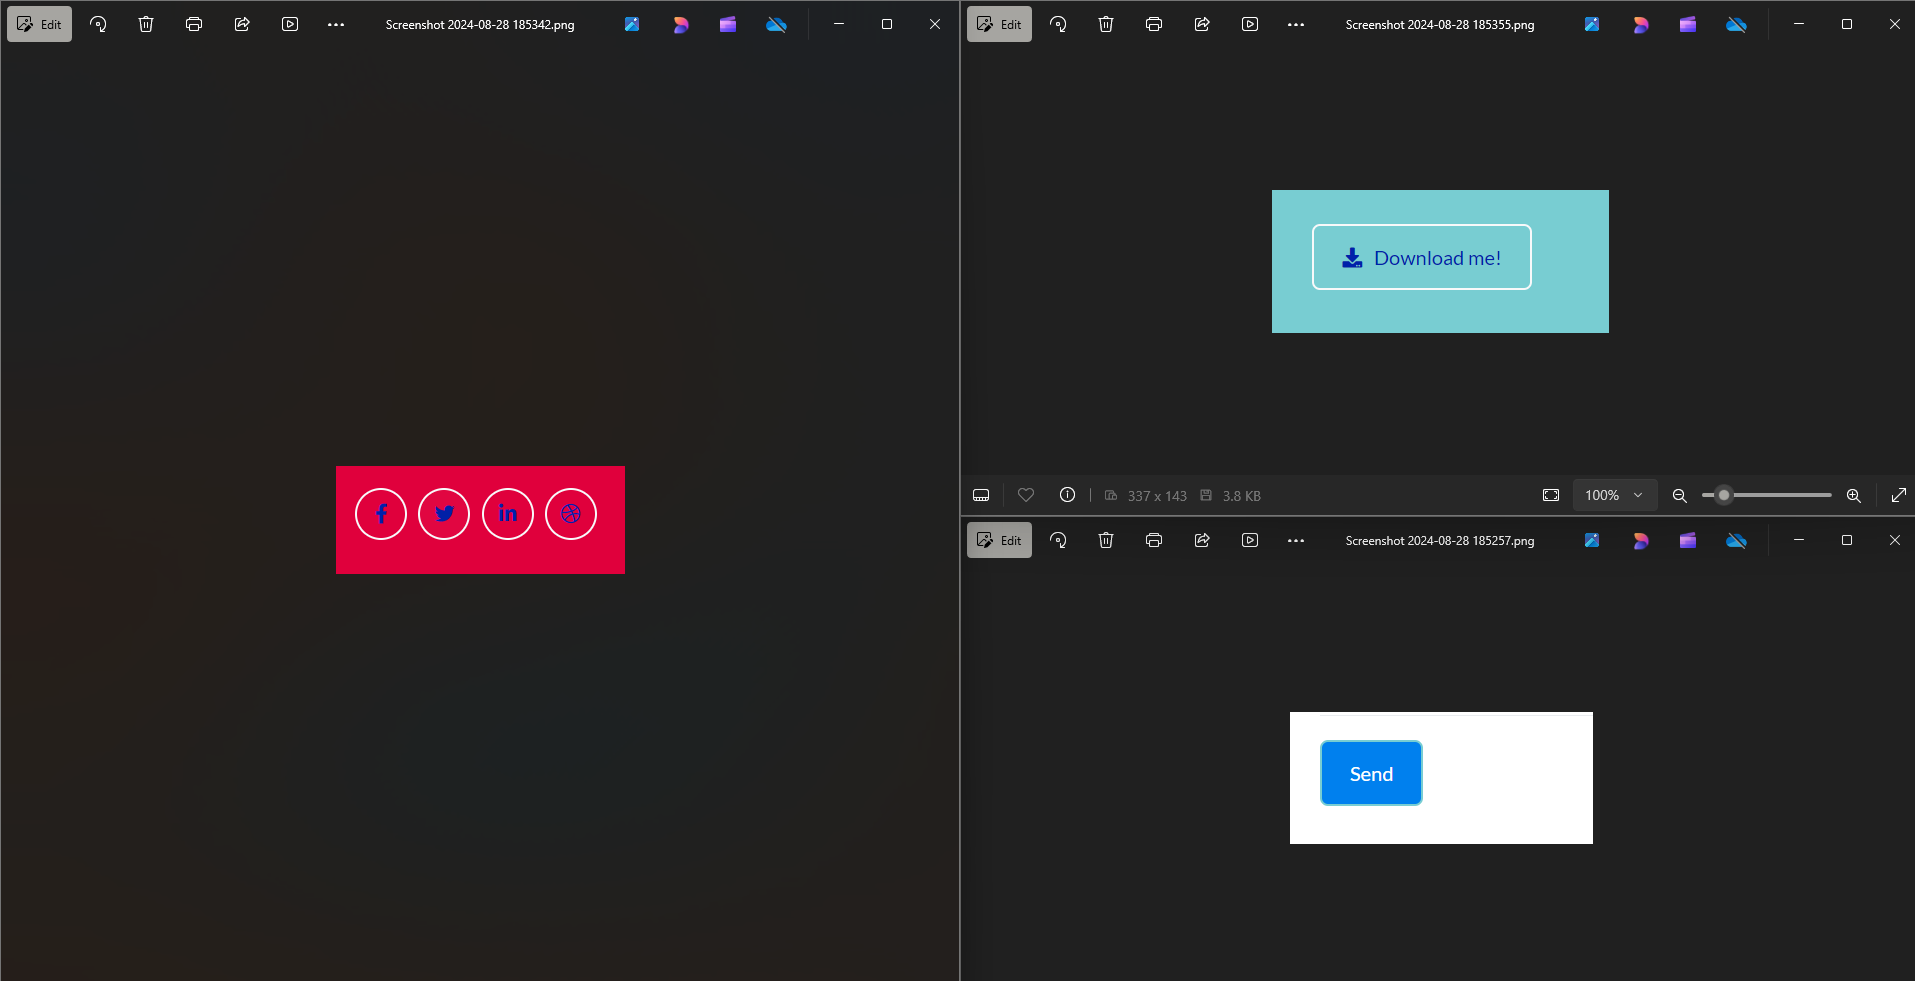 Edit
Screenshot 2024-08-28 185342.png
Edit
Screenshot 2024-08-28 185355.png
Download me!
337 x 143
3.8 KB
100%
Edit
Screenshot 2024-08-28 185257.png
Send